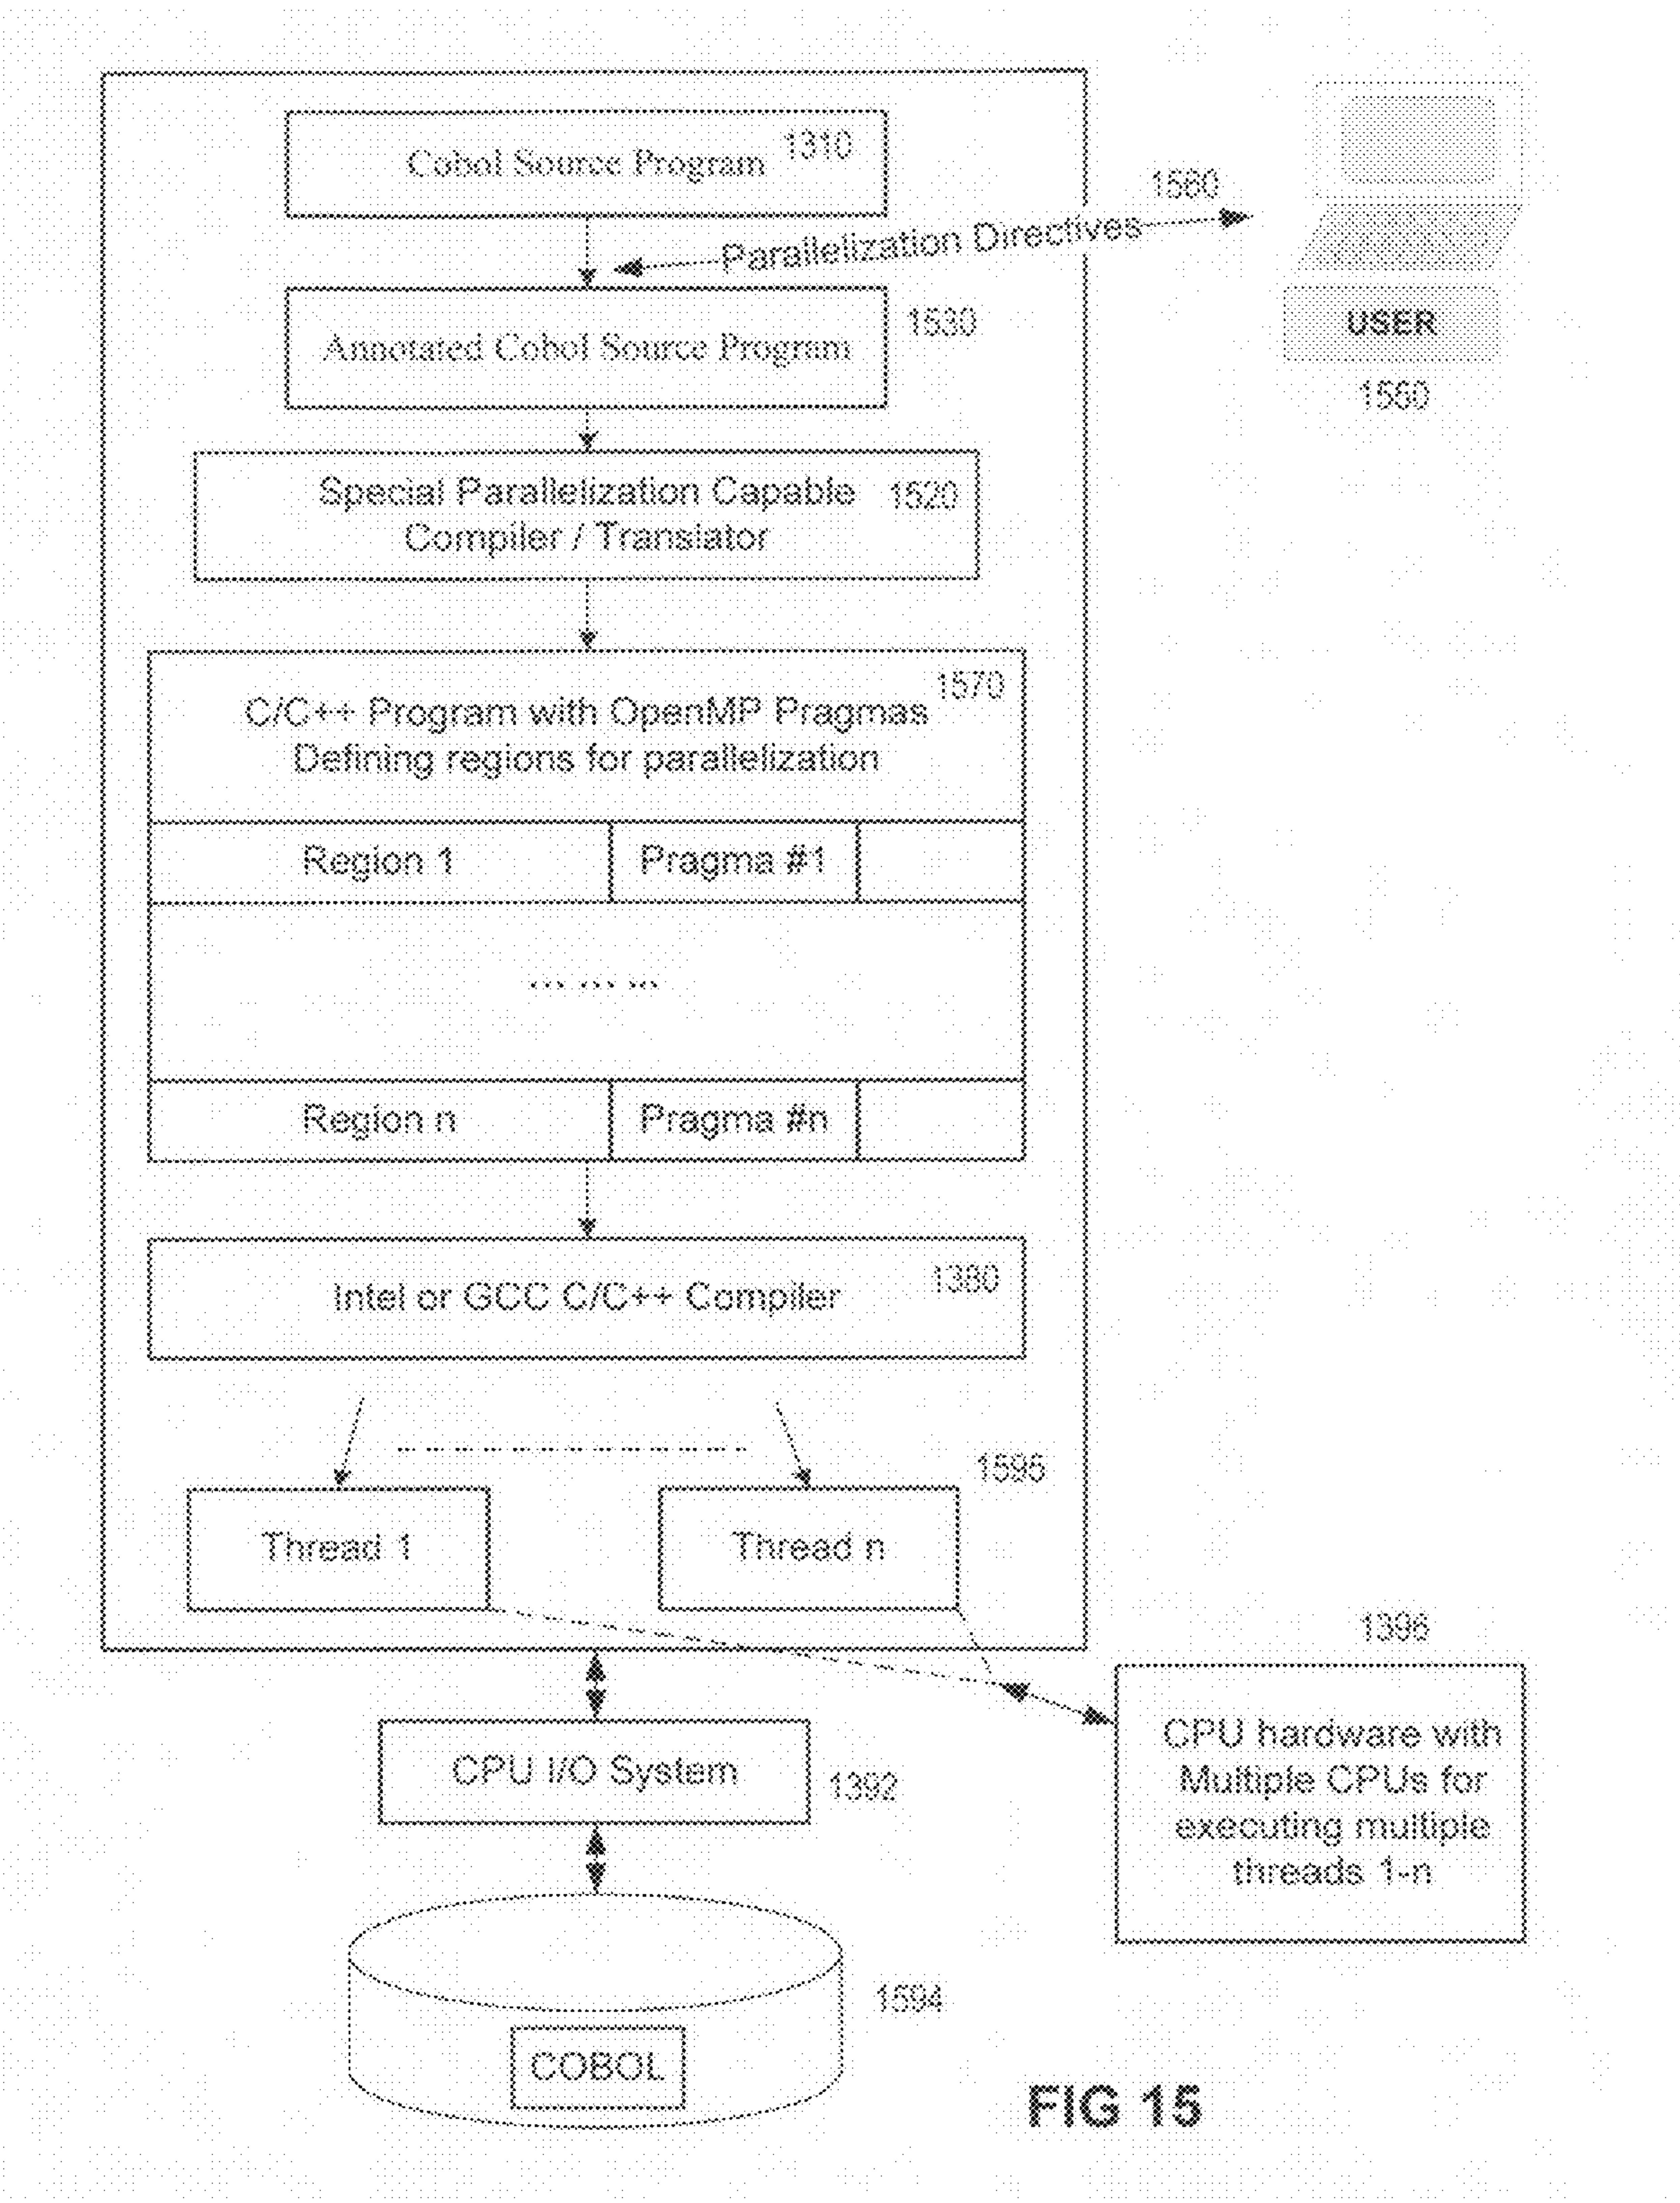 Cobol Source Program 1310
1560
Parallelization Directives
Annotated Cobol Source Program
1530
USER
1560
Special Parallelization Capable 1520
Compiler / Translator
1570
C/C++ Program with OpenMP Pragmas
Defining regions for parallelization
Region 1 Pragma #1
... ... ...
Region n Pragma #n
Intel or GCC C/C++ Compiler 1380
1595
Thread 1 Thread n
1396
CPU hardware with
Multiple CPUs for
executing multiple
threads 1-n
CPU I/O System 1392
1594
COBOL
FIG 15